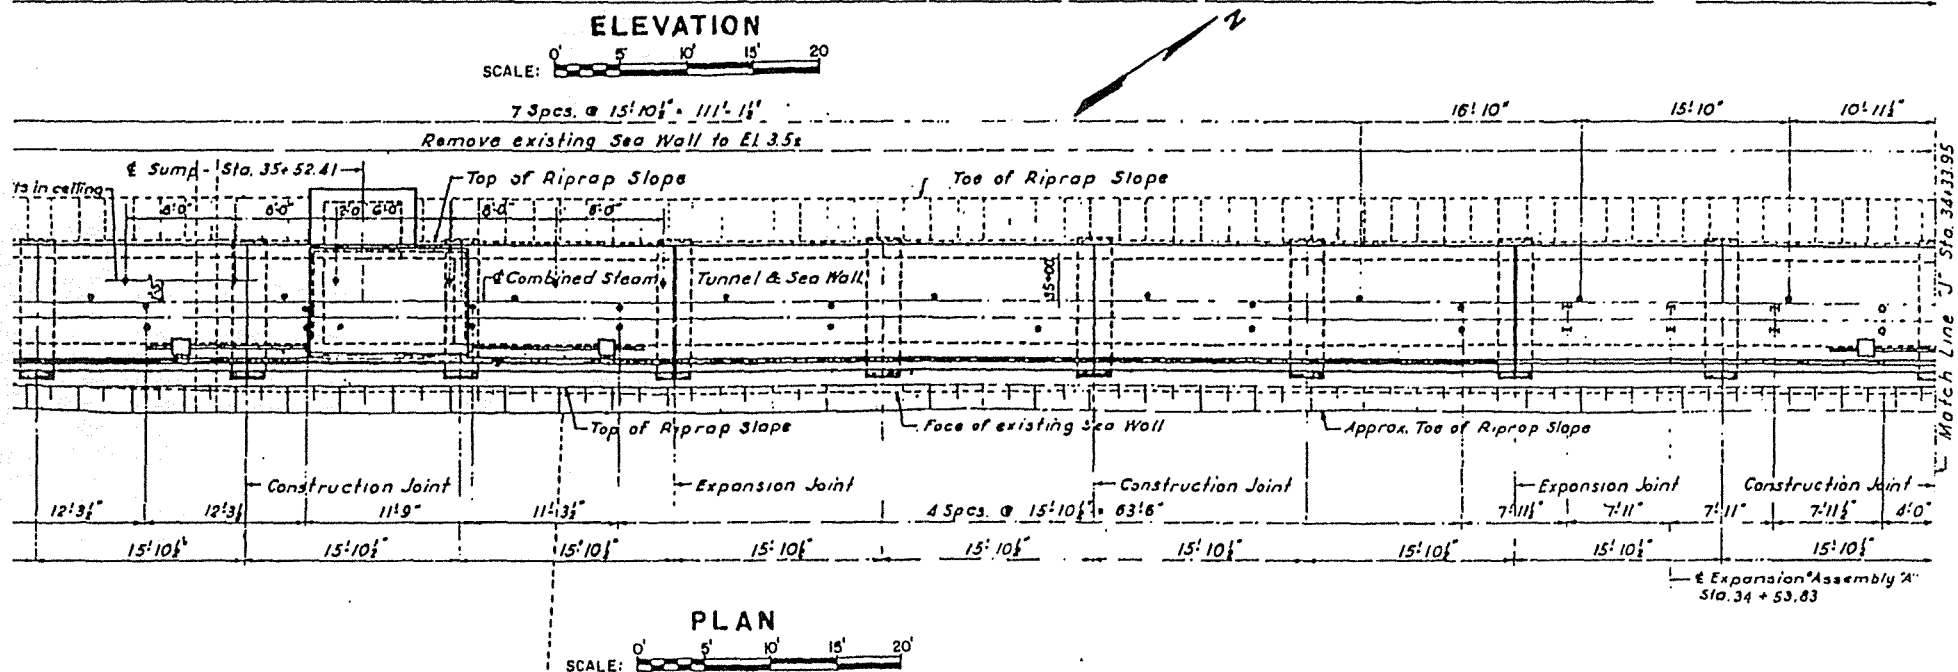 ELEVATION
SCALE: 0' 5' 10' 15' 20
N
7 Spcs. @ 15'-10½" = 111'-1½"
16'-10"
15'-10"
10'-11½"
Remove existing Sea Wall to El. 3.5±
℄ Sump - Sta. 35+52.41
ts in ceiling
Top of Riprap Slope
Toe of Riprap Slope
8'-0" 8'-0" 2'-0" 6'-0" 8'-0" 8'-0"
℄ Combined Steam Tunnel & Sea Wall
35+00
Match Line "J" Sta. 34+33.95
Top of Riprap Slope
Face of existing Sea Wall
Approx. Toe of Riprap Slope
Construction Joint
Expansion Joint
Construction Joint
Expansion Joint
Construction Joint
12'-3½" 12'-3½ 11'-9" 11'-3½" 4 Spcs. @ 15'-10½" = 63'-6" 7'-11½" 7'-11" 7'-11" 7'-11½" 4'-0"
15'-10½" 15'-10½" 15'-10½" 15'-10½" 15'-10½" 15'-10½" 15'-10½" 15'-10½" 15'-10½"
℄ Expansion "Assembly "A"
Sta. 34 + 53.83
PLAN
SCALE: 0' 5' 10' 15' 20'